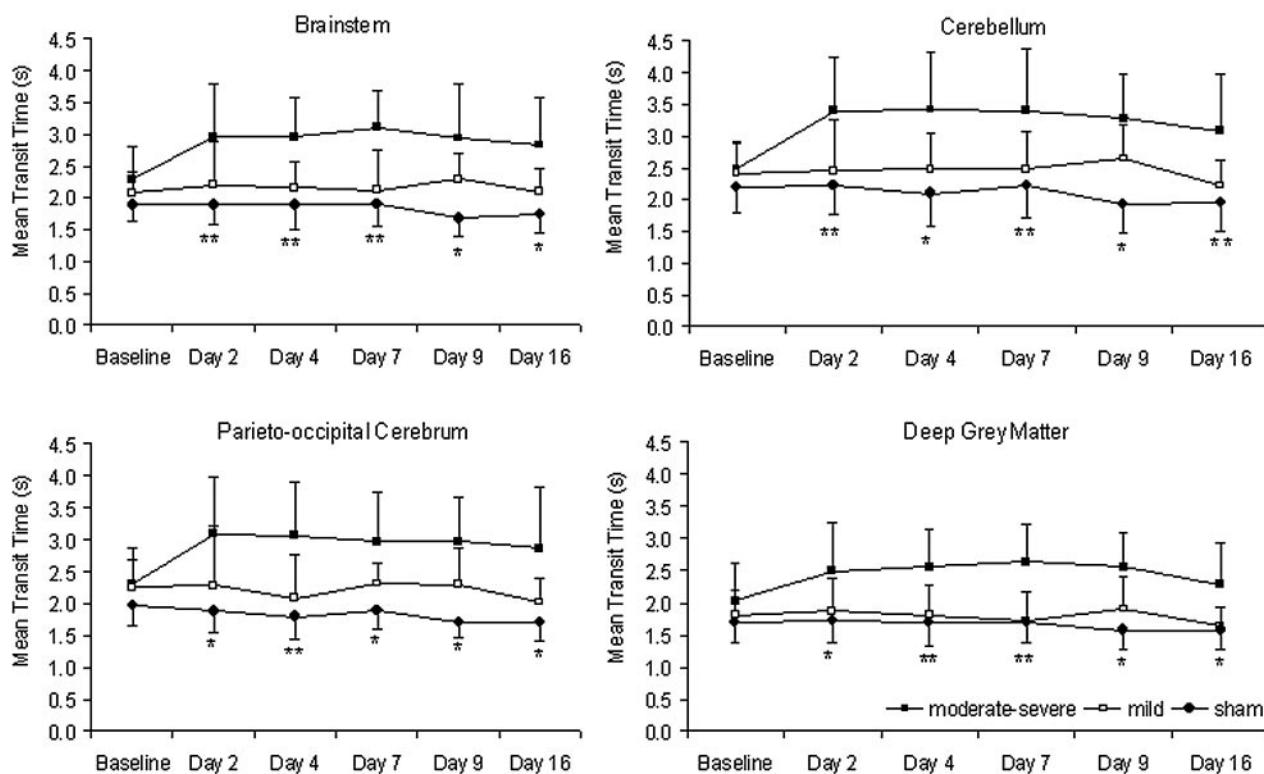 Brainstem
Mean Transit Time (s)
4.5
4.0
3.5
3.0
2.5
2.0
1.5
1.0
0.5
0.0
** ** ** * *
Baseline Day 2 Day 4 Day 7 Day 9 Day 16
Cerebellum
Mean Transit Time (s)
4.5
4.0
3.5
3.0
2.5
2.0
1.5
1.0
0.5
0.0
** * ** * **
Baseline Day 2 Day 4 Day 7 Day 9 Day 16
Parieto-occipital Cerebrum
Mean Transit Time (s)
4.5
4.0
3.5
3.0
2.5
2.0
1.5
1.0
0.5
0.0
* ** * * *
Baseline Day 2 Day 4 Day 7 Day 9 Day 16
Deep Grey Matter
Mean Transit Time (s)
4.5
4.0
3.5
3.0
2.5
2.0
1.5
1.0
0.5
0.0
* ** ** * *
moderate-severe mild sham
Baseline Day 2 Day 4 Day 7 Day 9 Day 16